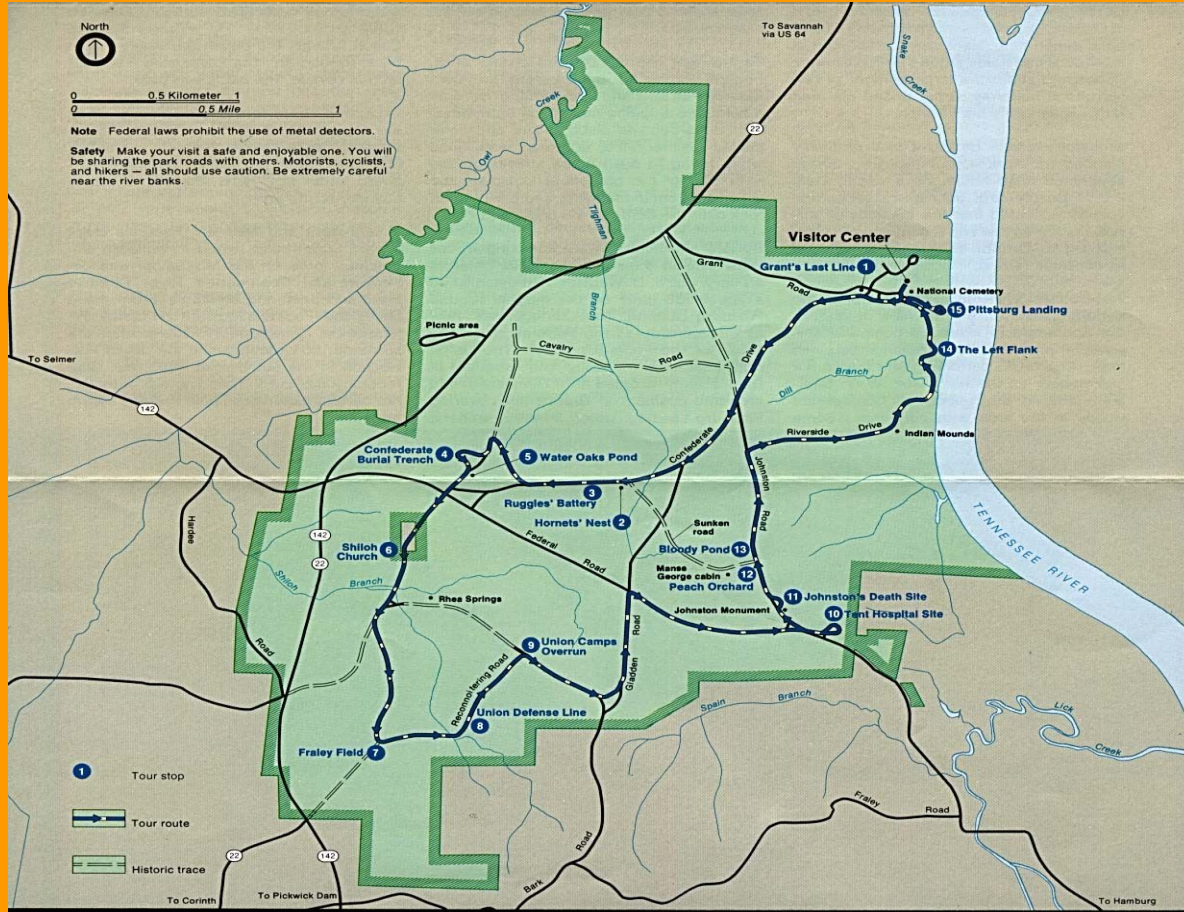 North
0 0.5 Kilometer 1
0 0.5 Mile 1
Note Federal laws prohibit the use of metal detectors.
Safety Make your visit a safe and enjoyable one. You will
be sharing the park roads with others. Motorists, cyclists,
and hikers — all should use caution. Be extremely careful
near the river banks.
To Savannah
via US 64
Snake
Creek
22
Owl
Creek
Tilghman
Branch
Visitor Center
Grant's Last Line 1
Grant
Road
National Cemetery
15 Pittsburg Landing
14 The Left Flank
Picnic area
Cavalry
Road
Drive
Dill
Branch
To Selmer
142
Riverside
Drive
Indian Mounds
Confederate
Johnston
Road
Confederate
Burial Trench 4
5 Water Oaks Pond
3
Ruggles' Battery
Hornets' Nest 2
Sunken
road
Hardee
Road
142
22
Shiloh
Church
6
Federal
Road
Bloody Pond 13
Manse
George cabin
12
Peach Orchard
TENNESSEE RIVER
Shiloh
Branch
Rhea Springs
11 Johnston's Death Site
Johnston Monument
10 Tent Hospital Site
9 Union Camps
Overrun
Reconnoitering Road
Gladden
Road
Union Defense Line
8
Spain
Branch
Lick
Creek
Fraley Field 7
1 Tour stop
Tour route
Historic trace
Fraley
Road
22
142
Bark
Road
To Corinth
To Pickwick Dam
To Hamburg